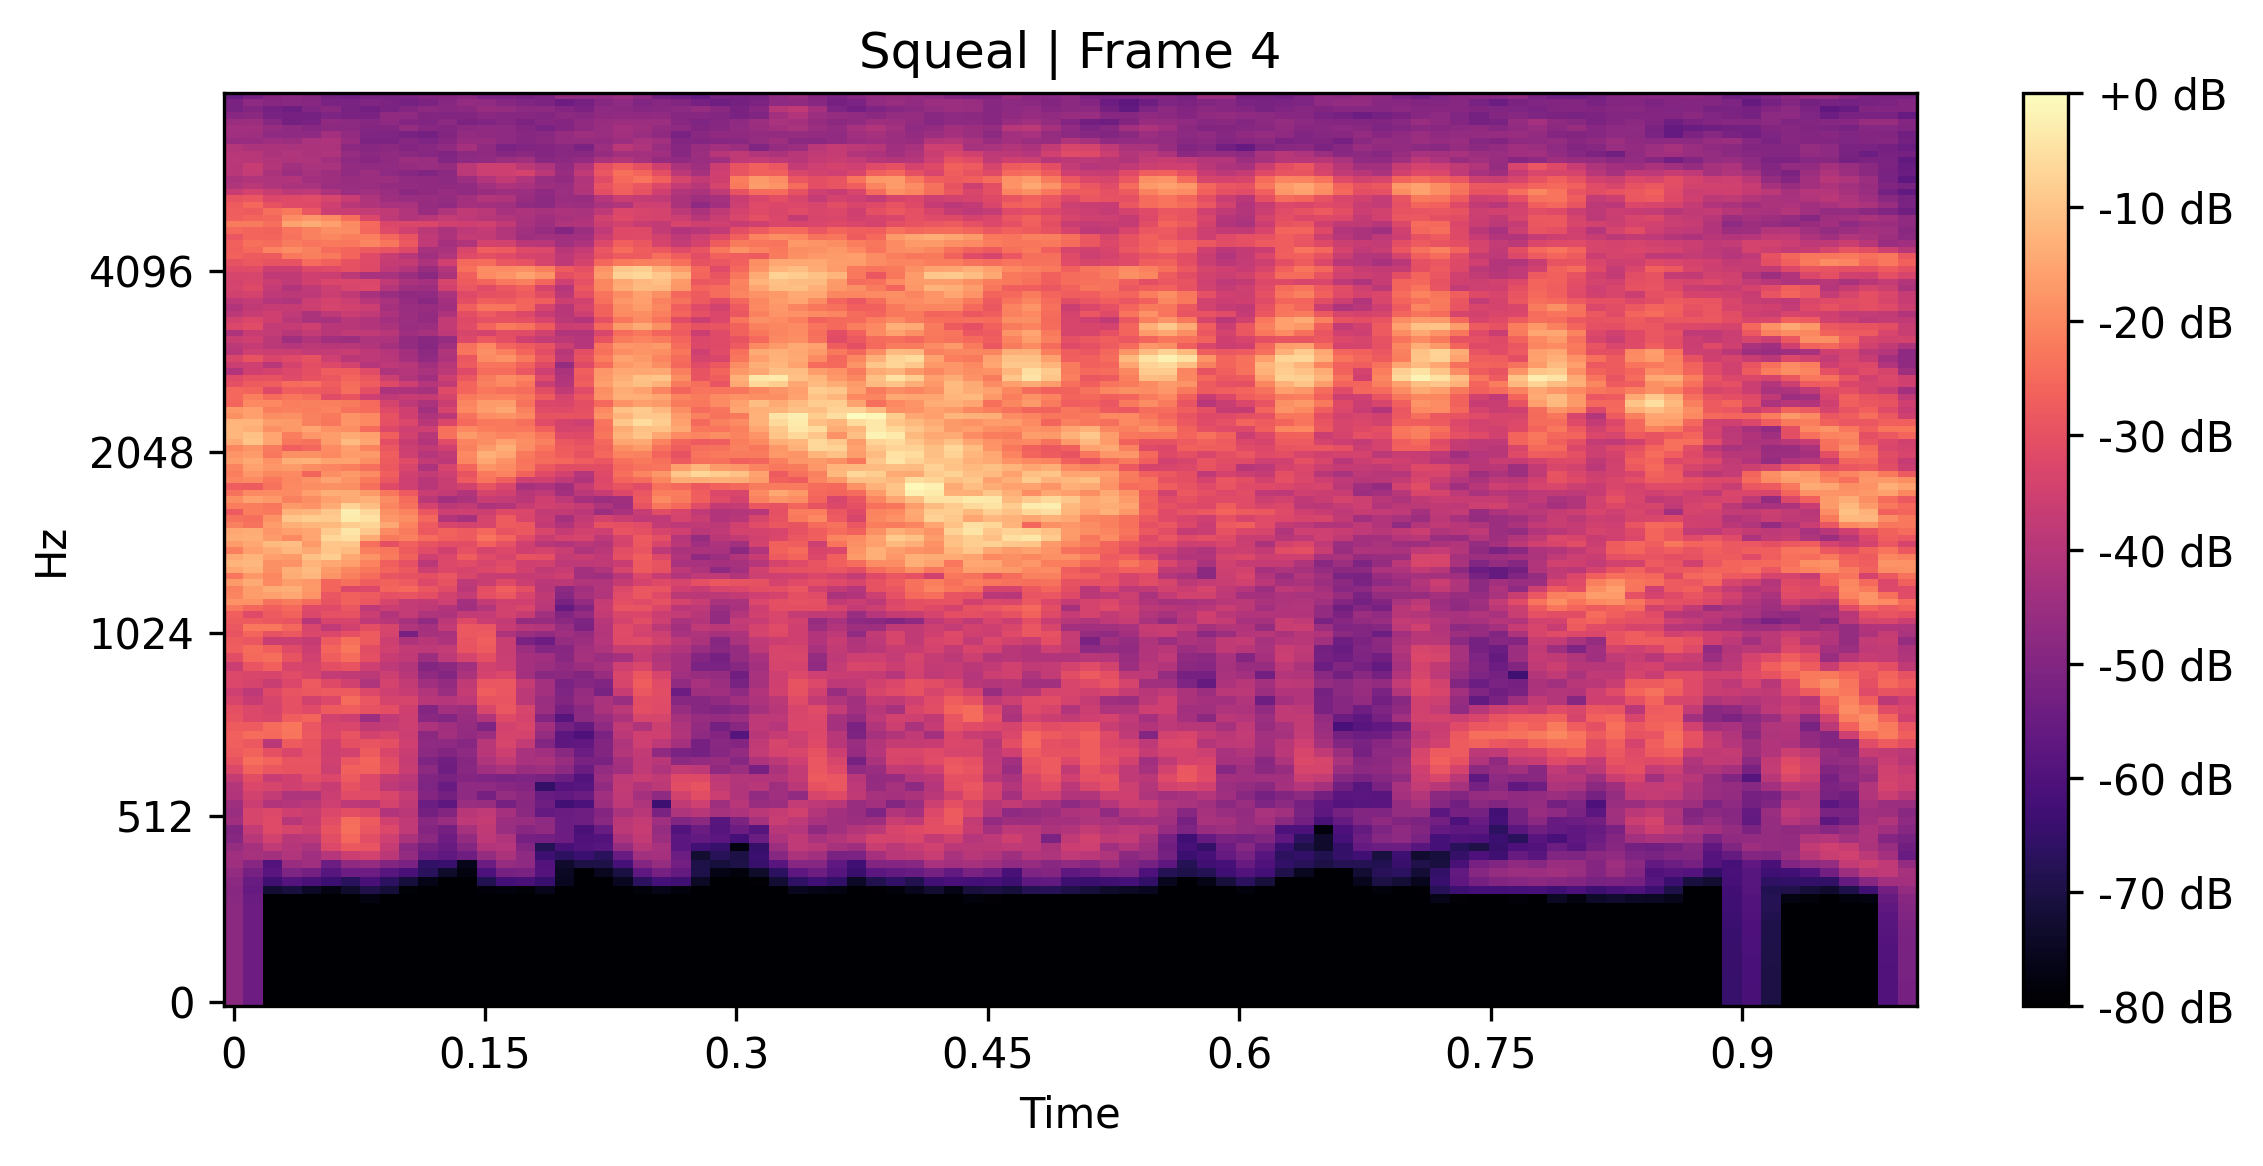 Squeal | Frame 4
Hz
4096
2048
1024
512
0
0 0.15 0.3 0.45 0.6 0.75 0.9
Time
+0 dB
-10 dB
-20 dB
-30 dB
-40 dB
-50 dB
-60 dB
-70 dB
-80 dB